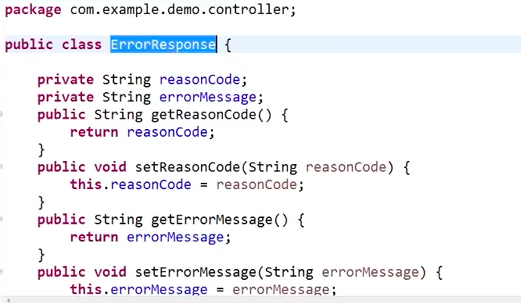 package com.example.demo.controller;
public class ErrorResponse {
private String reasonCode;
private String errorMessage;
public String getReasonCode() {
return reasonCode;
}
public void setReasonCode(String reasonCode) {
this.reasonCode = reasonCode;
}
public String getErrorMessage() {
return errorMessage;
}
public void setErrorMessage(String errorMessage) {
this.errorMessage = errorMessage;